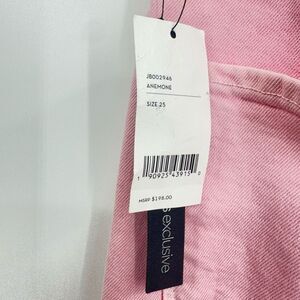 JB002946
ANEMONE
SIZE 25
1 90925 43915 0
MSRP $198.00
s exclusive